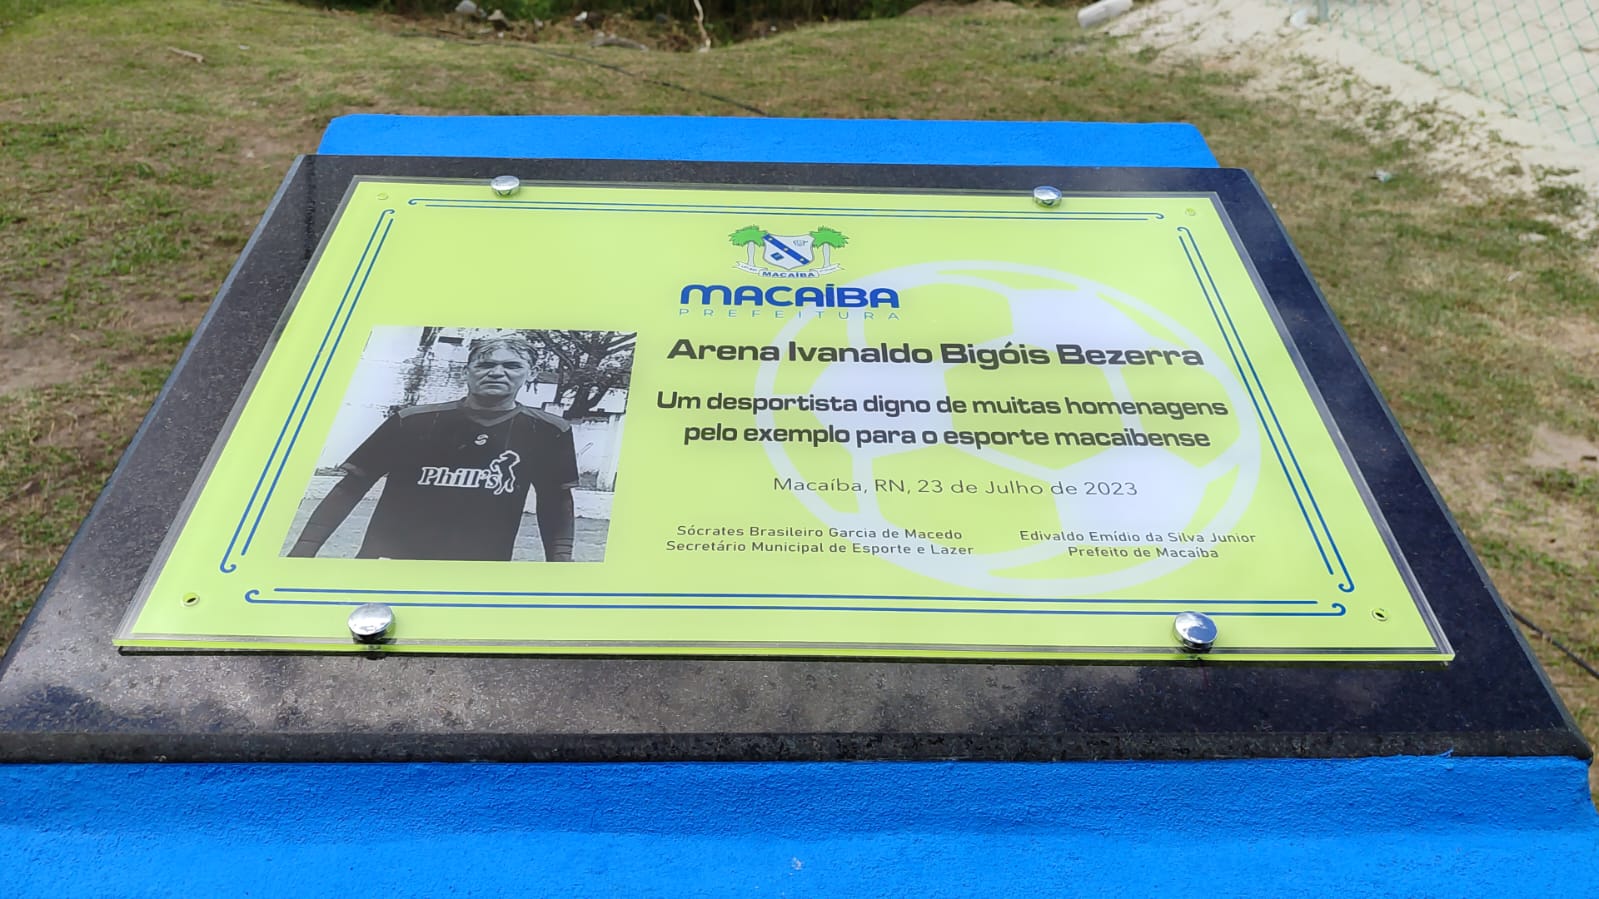 MACAÍBA
MACAÍBA
PREFEITURA
Arena Ivanaldo Bigóis Bezerra
Um desportista digno de muitas homenagens
pelo exemplo para o esporte macaibense
Macaíba, RN, 23 de Julho de 2023
Sócrates Brasileiro Garcia de Macedo
Secretário Municipal de Esporte e Lazer
Edivaldo Emídio da Silva Junior
Prefeito de Macaíba
Phill's